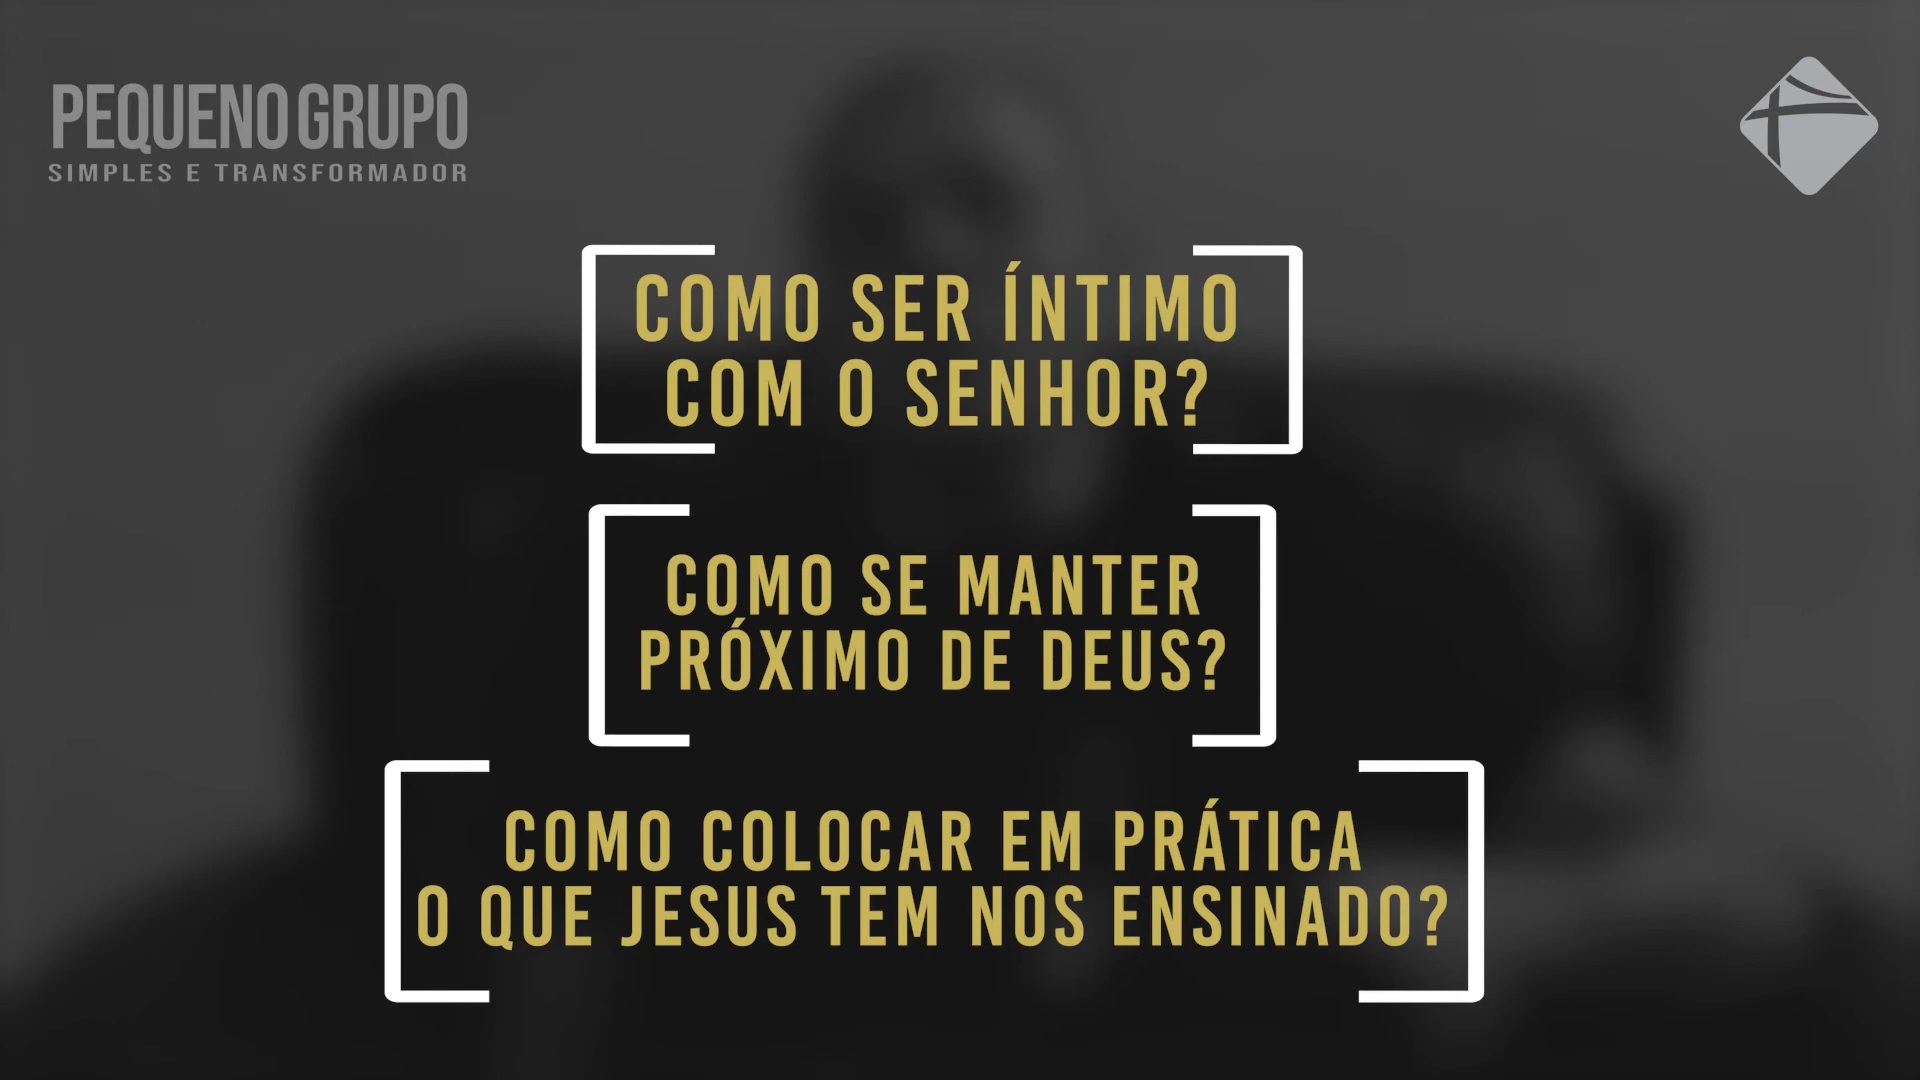 PEQUENO GRUPO
SIMPLES E TRANSFORMADOR
COMO SER ÍNTIMO
COM O SENHOR?
COMO SE MANTER
PRÓXIMO DE DEUS?
COMO COLOCAR EM PRÁTICA
O QUE JESUS TEM NOS ENSINADO?